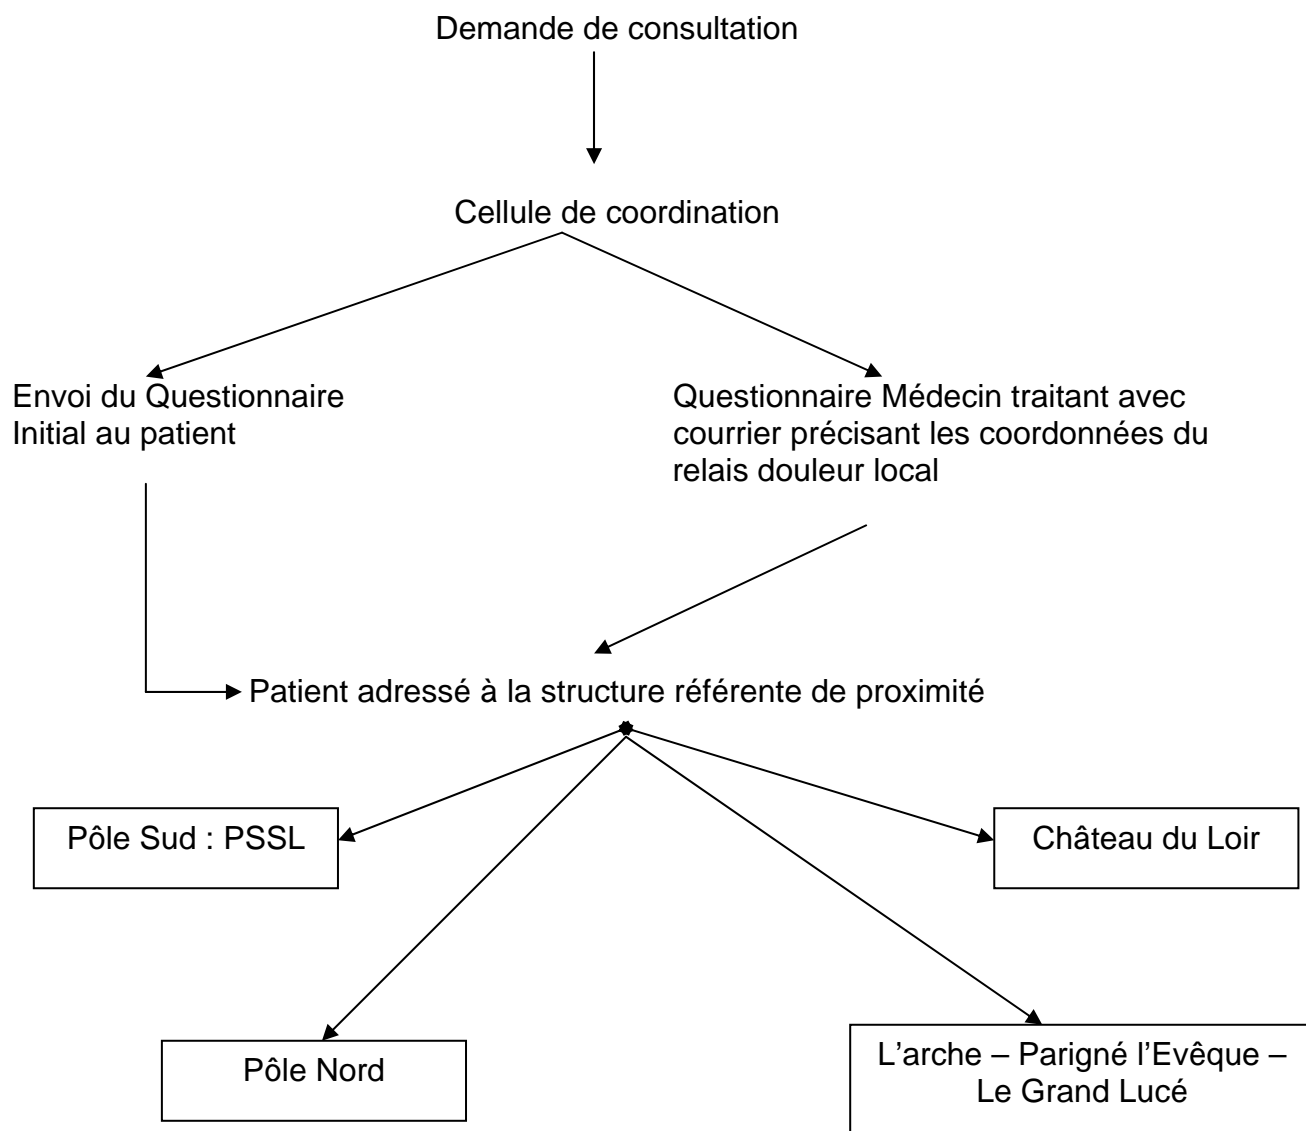 Demande de consultation
Cellule de coordination
Envoi du Questionnaire
Initial au patient
Questionnaire Médecin traitant avec
courrier précisant les coordonnées du
relais douleur local
Patient adressé à la structure référente de proximité
Pôle Sud : PSSL
Château du Loir
Pôle Nord
L’arche – Parigné l’Evêque –
Le Grand Lucé